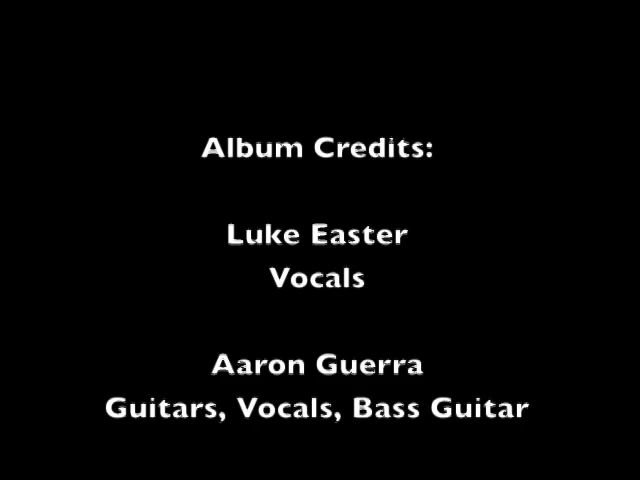 Album Credits:
Luke Easter
Vocals
Aaron Guerra
Guitars, Vocals, Bass Guitar